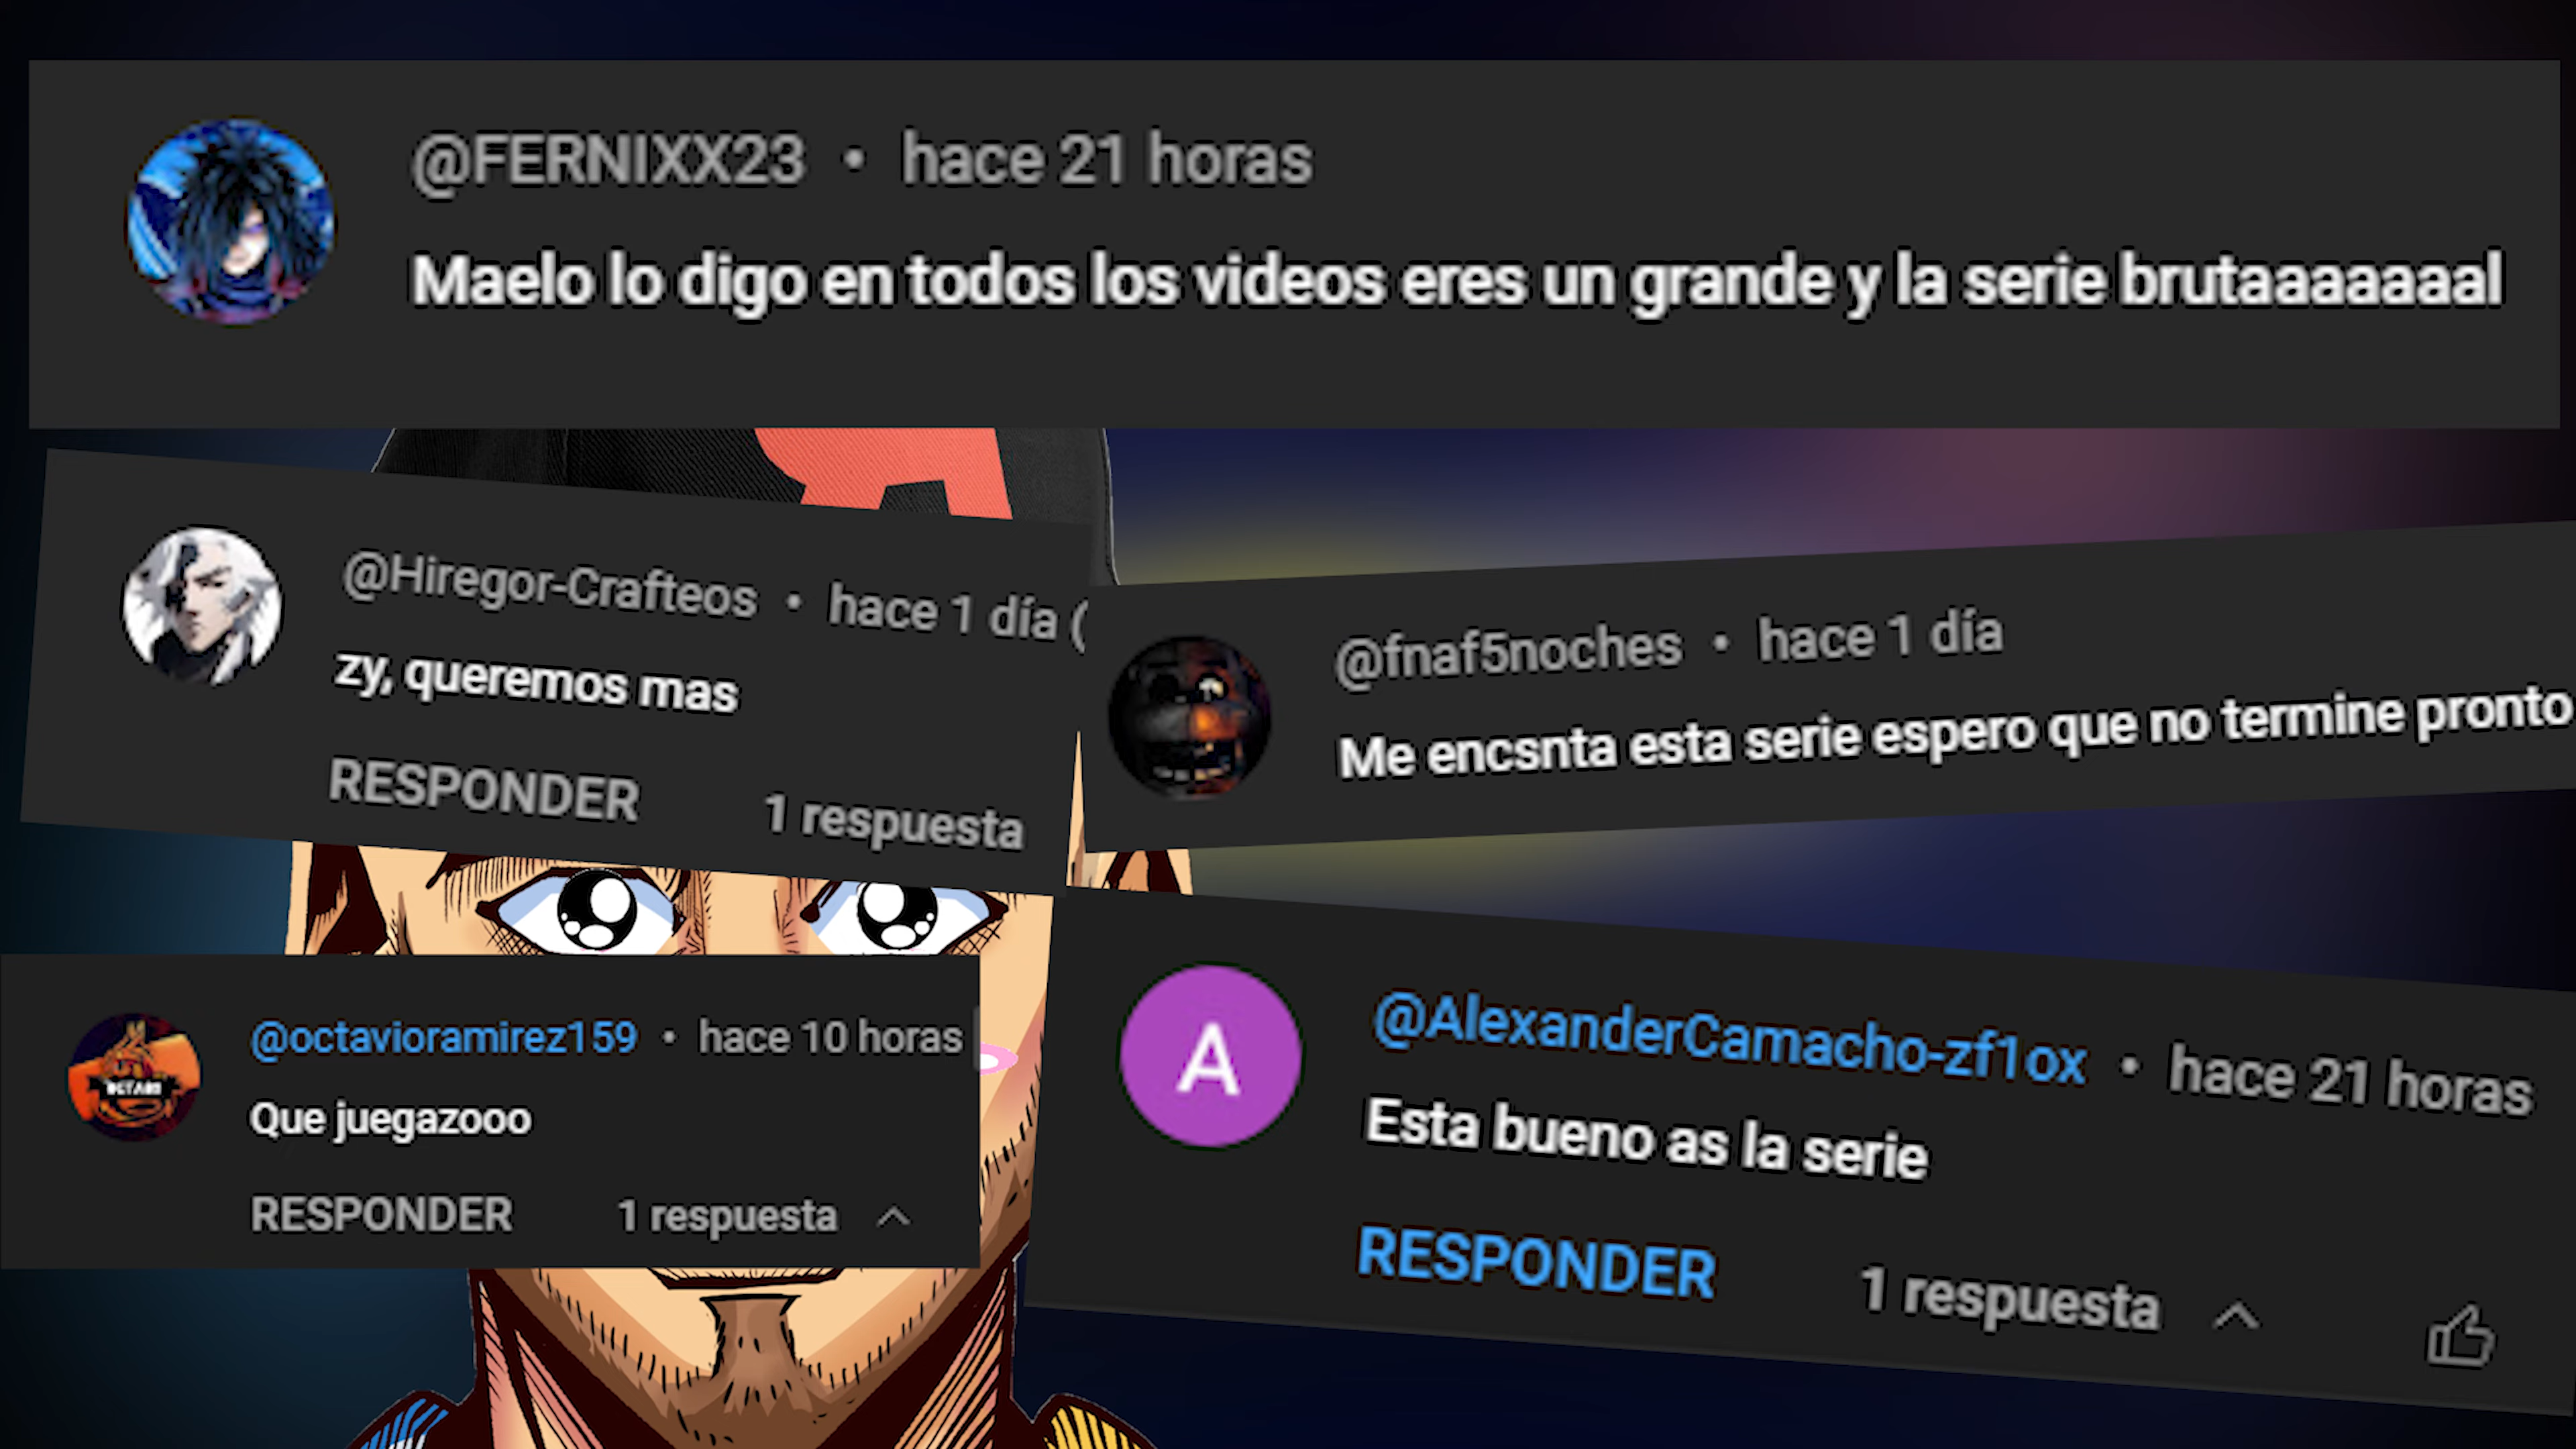 @FERNIXX23 • hace 21 horas
Maelo lo digo en todos los videos eres un grande y la serie brutaaaaaaal
@Hiregor-Crafteos • hace 1 día (
zy, queremos mas
RESPONDER 1 respuesta
@fnaf5noches • hace 1 día
Me encsnta esta serie espero que no termine pronto
@octavioramirez159 • hace 10 horas
Que juegazooo
RESPONDER 1 respuesta
A
@AlexanderCamacho-zf1ox • hace 21 horas
Esta bueno as la serie
RESPONDER 1 respuesta